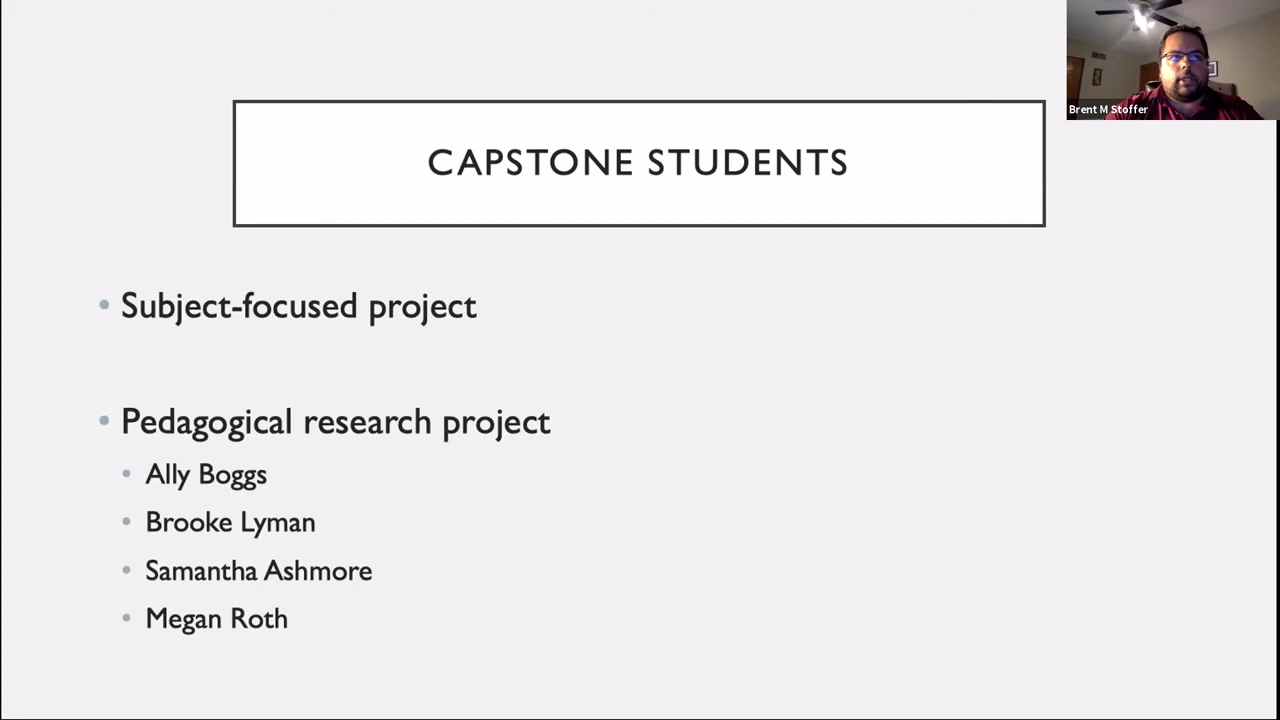 Brent M Stoffer
CAPSTONE STUDENTS
• Subject-focused project
• Pedagogical research project
• Ally Boggs
• Brooke Lyman
• Samantha Ashmore
• Megan Roth